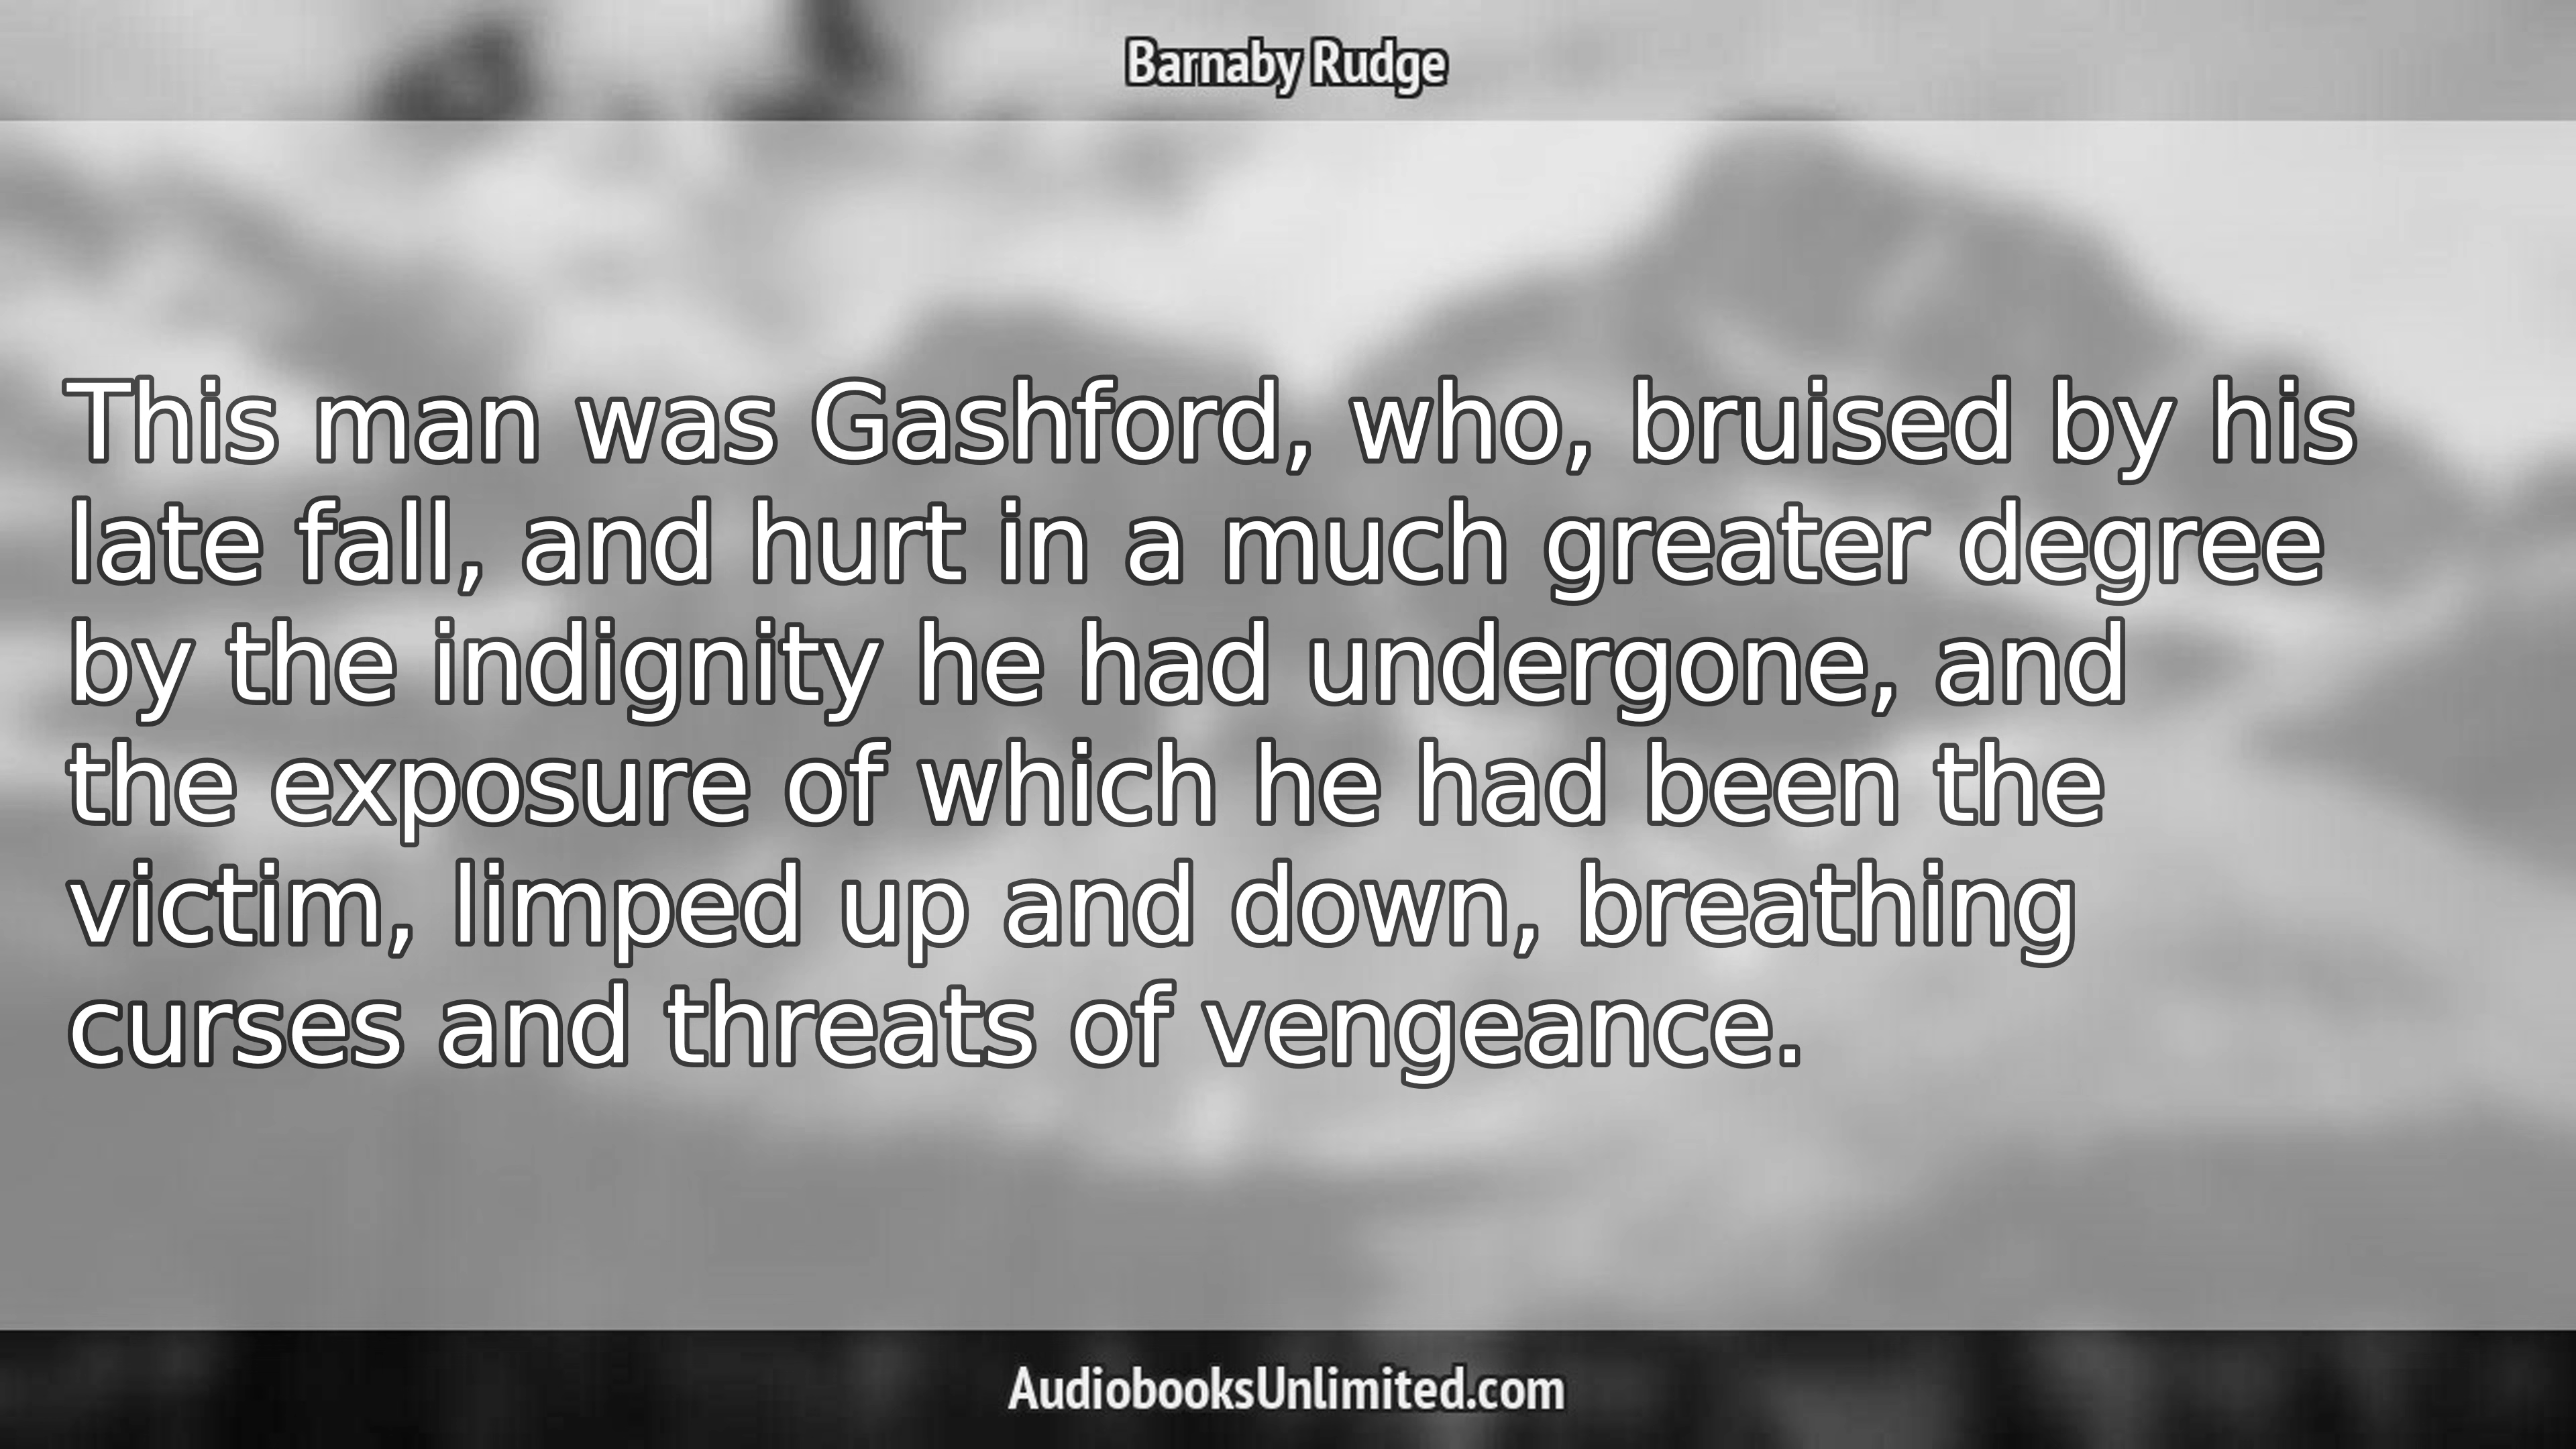 Barnaby Rudge
This man was Gashford, who, bruised by his
late fall, and hurt in a much greater degree
by the indignity he had undergone, and
the exposure of which he had been the
victim, limped up and down, breathing
curses and threats of vengeance.
AudiobooksUnlimited.com